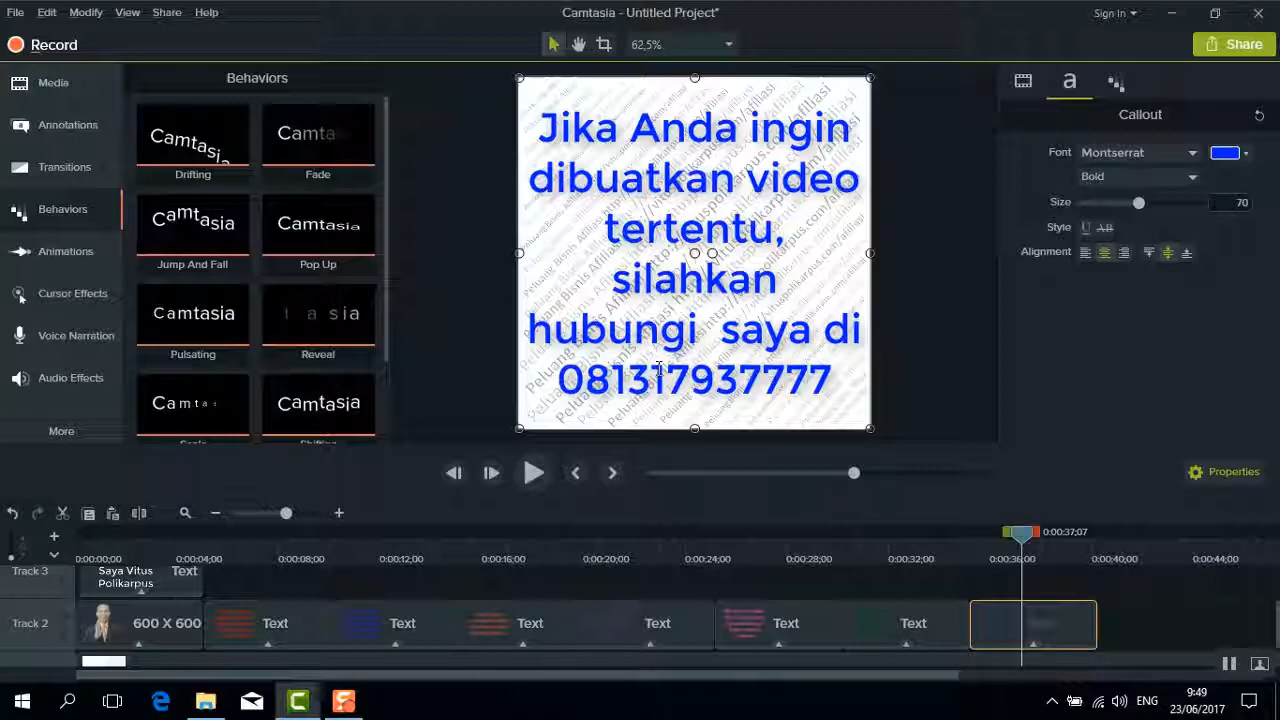 File Edit Modify View Share Help
Camtasia - Untitled Project*
Sign In
Record
62,5%
Share
Media
Annotations
Transitions
Behaviors
Animations
Cursor Effects
Voice Narration
Audio Effects
More
Behaviors
Camtasia
Drifting
Camta
Fade
Camtasia
Jump And Fall
Camtasia
Pop Up
Camtasia
Pulsating
t a s i a
Reveal
Camtas
Scale
Camtasia
Shifting
Jika Anda ingin
dibuatkan video
tertentu,
silahkan
hubungi saya di
081317937777
Callout
Font Montserrat
Bold
Size 70
Style U AB
Alignment
Properties
0:00:37;07
0:00:00;00 0:00:04;00 0:00:08;00 0:00:12;00 0:00:16;00 0:00:20;00 0:00:24;00 0:00:28;00 0:00:32;00 0:00:36;00 0:00:40;00 0:00:44;00
Track 3
Saya Vitus
Polikarpus
Text
Track 2
600 X 600
Text Text Text Text Text Text
ENG
9:49
23/06/2017